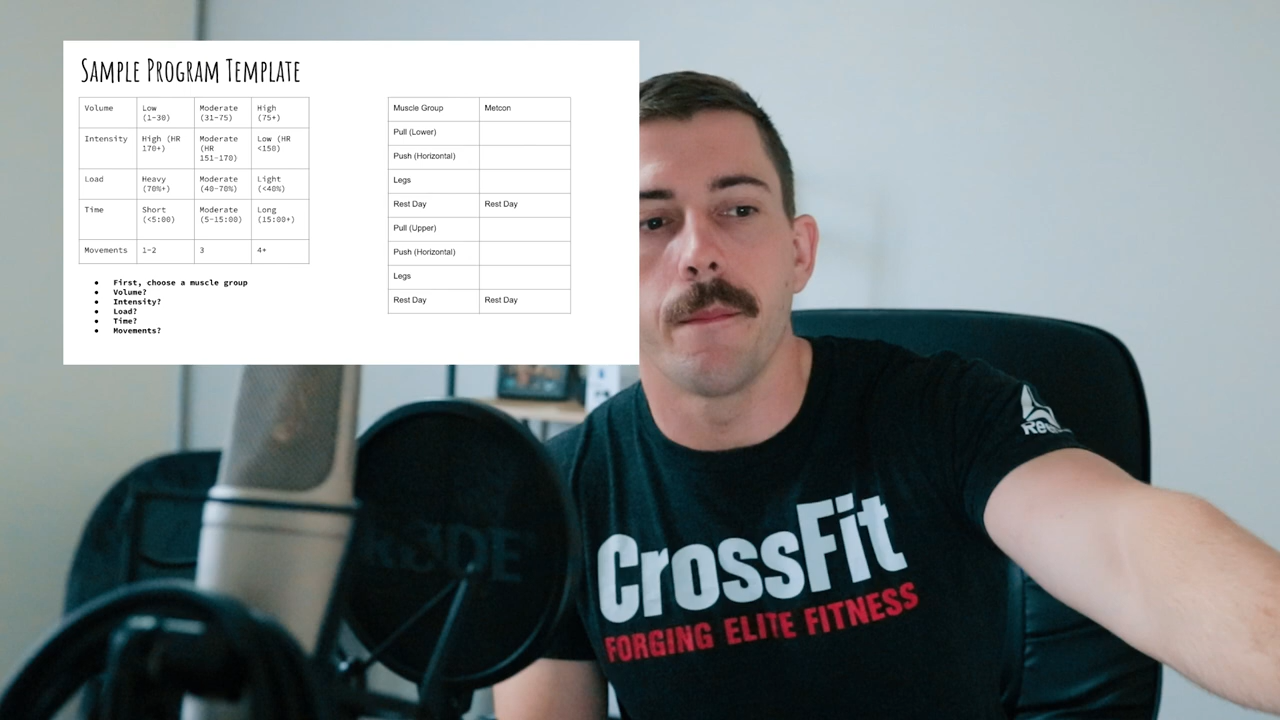 SAMPLE PROGRAM TEMPLATE
Volume Low Moderate High
(1-30) (31-75) (75+)
Intensity High (HR Moderate Low (HR
170+) (HR <150)
151-170)
Load Heavy Moderate Light
(70%+) (40-70%) (<40%)
Time Short Moderate Long
(<5:00) (5-15:00) (15:00+)
Movements 1-2 3 4+
• First, choose a muscle group
• Volume?
• Intensity?
• Load?
• Time?
• Movements?
Muscle Group Metcon
Pull (Lower)
Push (Horizontal)
Legs
Rest Day Rest Day
Pull (Upper)
Push (Horizontal)
Legs
Rest Day Rest Day
CrossFit
FORGING ELITE FITNESS